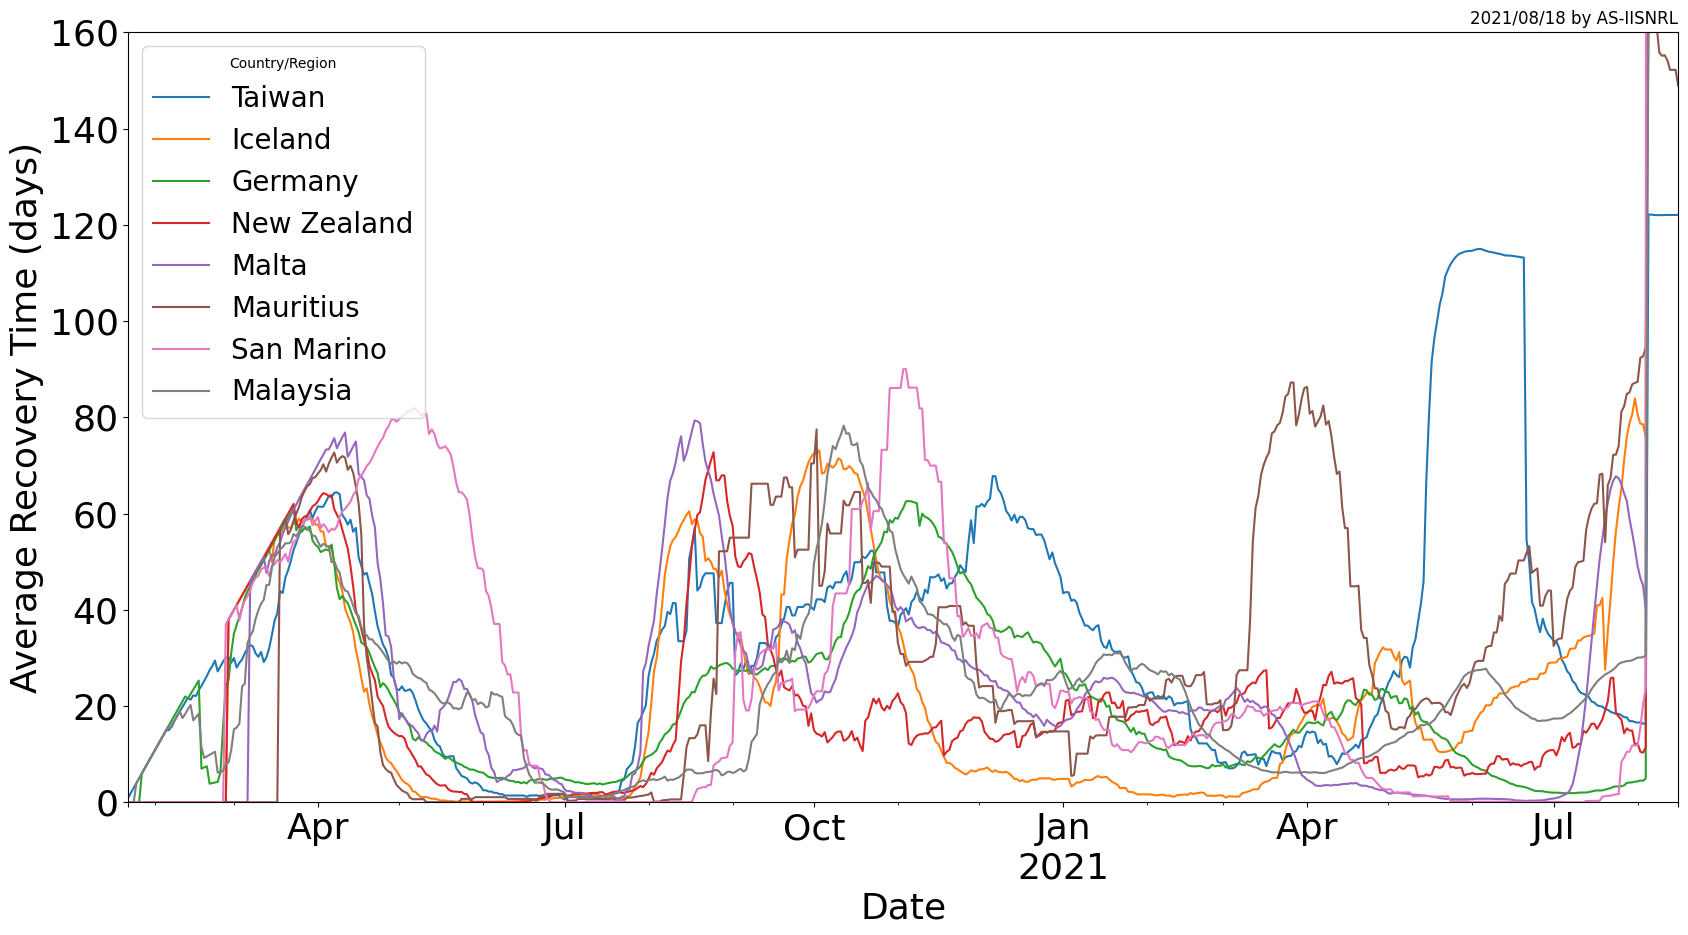 2021/08/18 by AS-IISNRL
Average Recovery Time (days)
160
140
120
100
80
60
40
20
0
Country/Region
Taiwan
Iceland
Germany
New Zealand
Malta
Mauritius
San Marino
Malaysia
Apr
Jul
Oct
Jan
2021
Apr
Jul
Date